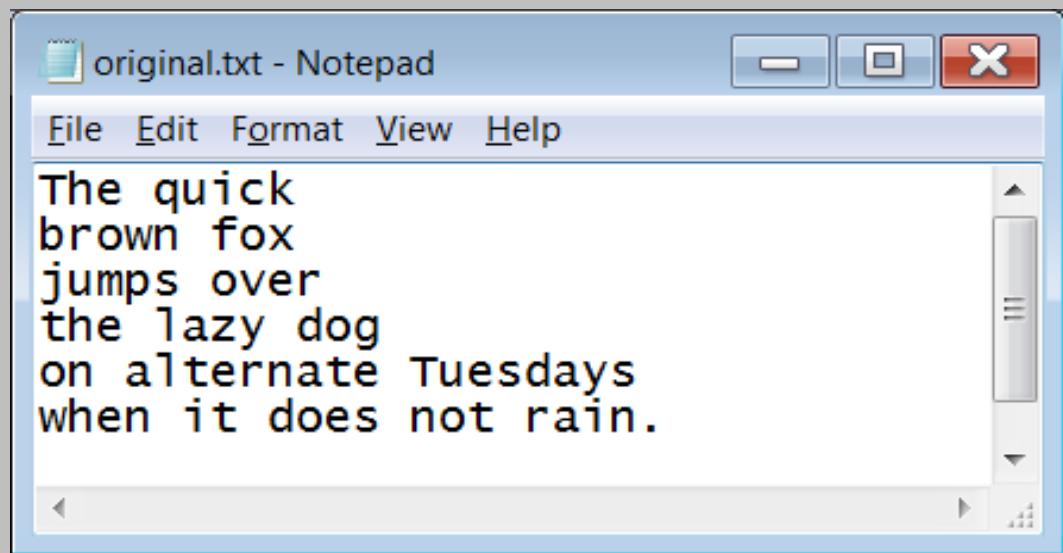 original.txt - Notepad
File Edit Format View Help
The quick
brown fox
jumps over
the lazy dog
on alternate Tuesdays
when it does not rain.